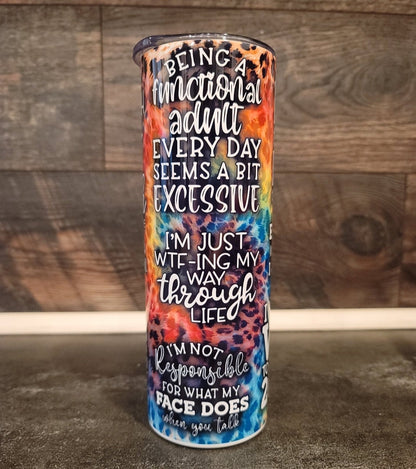 BEING A
functional
adult
EVERY DAY
SEEMS A BIT
EXCESSIVE
I'M JUST
WTF-ING MY
WAY
through
LIFE
I'M NOT
Responsible
FOR WHAT MY
FACE DOES
when you talk